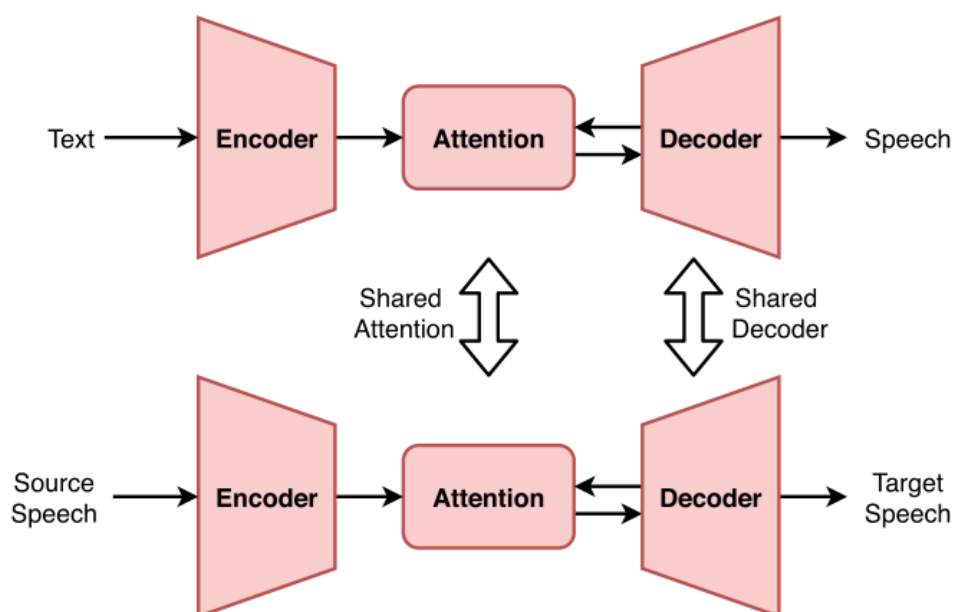 Text
Encoder
Attention
Decoder
Speech
Shared
Attention
Shared
Decoder
Source
Speech
Encoder
Attention
Decoder
Target
Speech